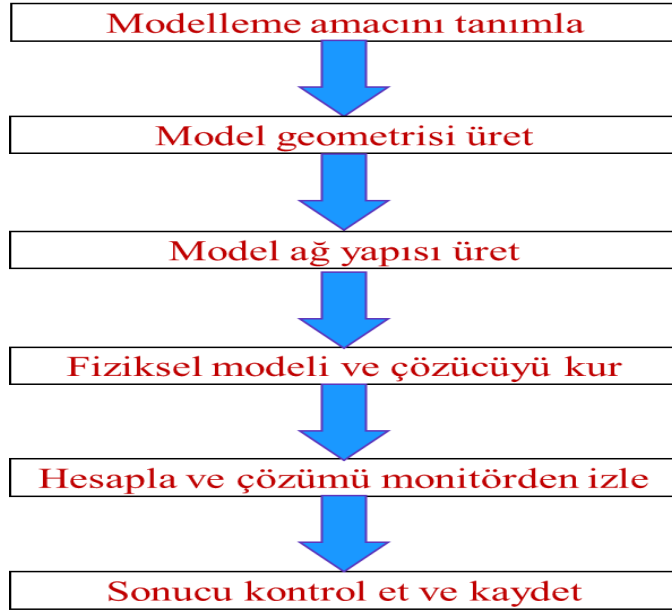 Modelleme amacını tanımla
Model geometrisi üret
Model ağ yapısı üret
Fiziksel modeli ve çözücüyü kur
Hesapla ve çözümü monitörden izle
Sonucu kontrol et ve kaydet